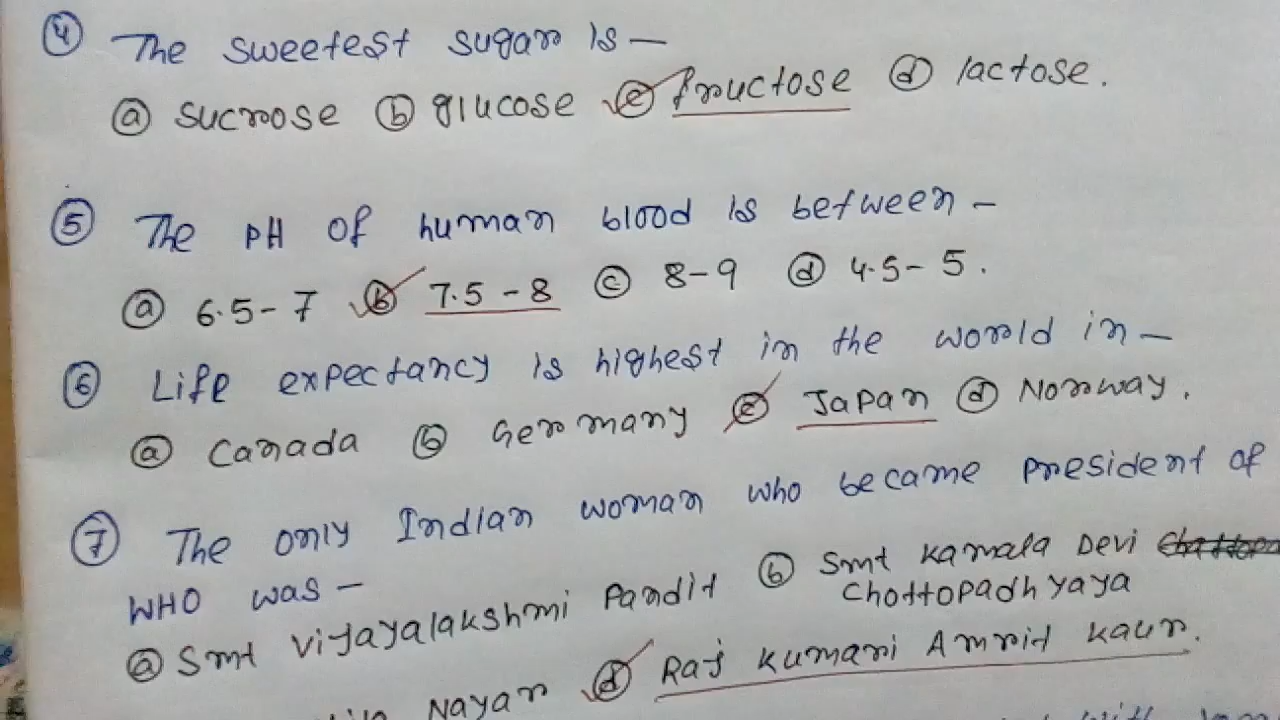 ④ The sweetest sugar is —
ⓐ sucrose ⓑ glucose ⓒ fructose ⓓ lactose.
⑤ The PH of human blood is between -
ⓐ 6.5-7 ⓑ 7.5-8 ⓒ 8-9 ⓓ 4.5-5.
⑥ Life expectancy is highest in the world in —
ⓐ Canada ⓑ Germany ⓒ Japan ⓓ Norway.
⑦ The only Indian woman who became president of
WHO was —
ⓐ Smt Vijayalakshmi Pandit ⓑ Smt Kamala Devi
Chottopadhyaya
Nayar ⓓ Raj Kumari Amrit Kaur.